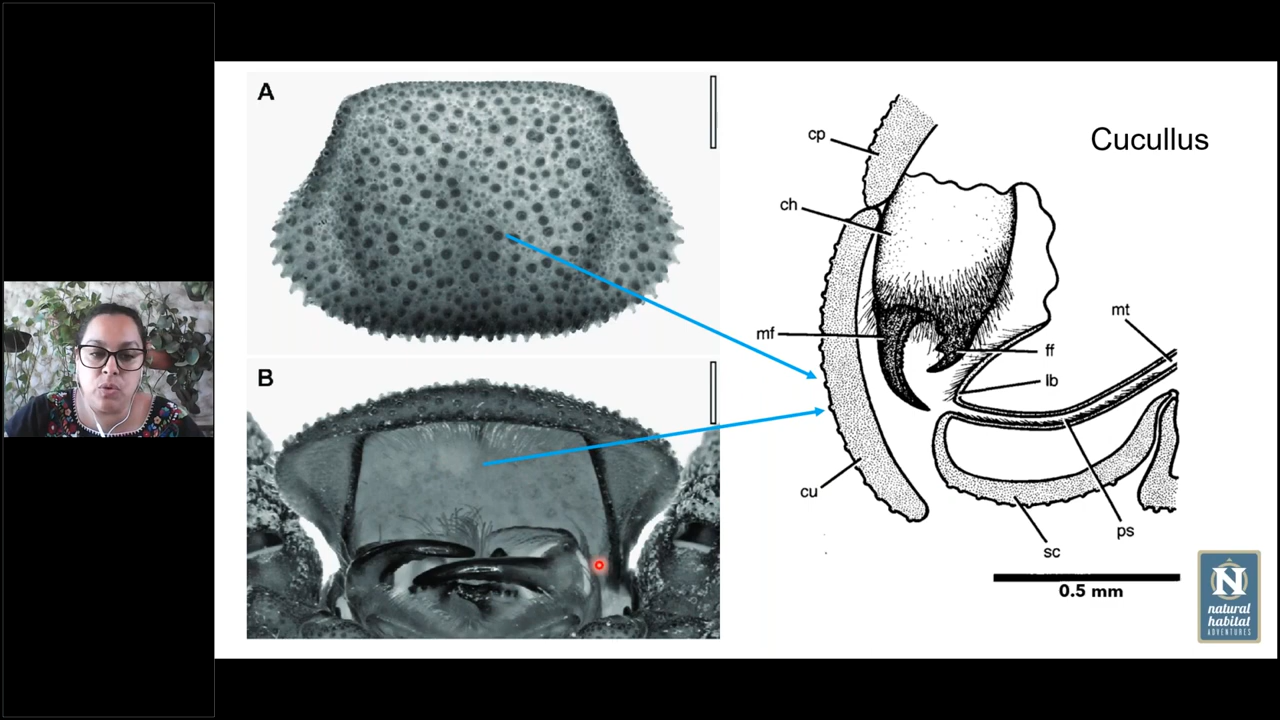 A
B
Cucullus
cp
ch
mf
cu
mt
ff
lb
ps
sc
0.5 mm
N
natural
habitat
ADVENTURES